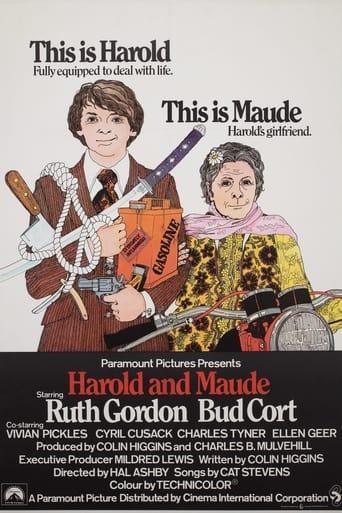 This is Harold
Fully equipped to deal with life.
This is Maude
Harold's girlfriend.
GASOLINE
Paramount Pictures Presents
Harold and Maude
Starring
Ruth Gordon Bud Cort
Co-starring
VIVIAN PICKLES CYRIL CUSACK CHARLES TYNER ELLEN GEER
Produced by COLIN HIGGINS and CHARLES B. MULVEHILL
Executive Producer MILDRED LEWIS Written by COLIN HIGGINS
Directed by HAL ASHBY Songs by CAT STEVENS
Colour by TECHNICOLOR®
A Paramount Picture Distributed by Cinema International Corporation